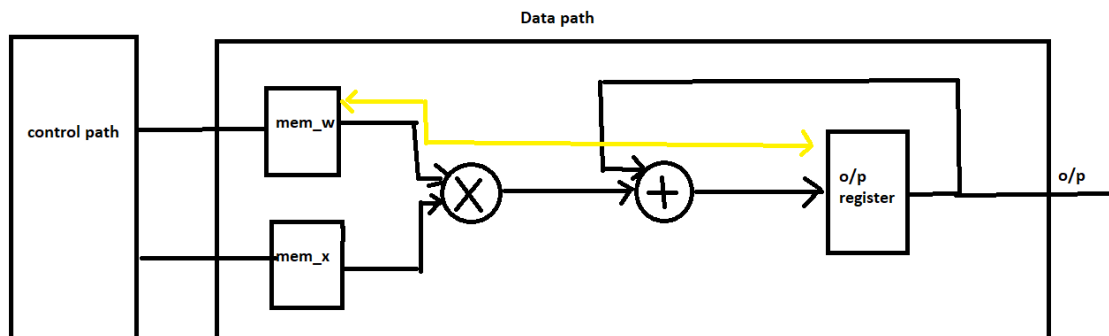 Data path
control path
mem_w
mem_x
o/p
register
o/p